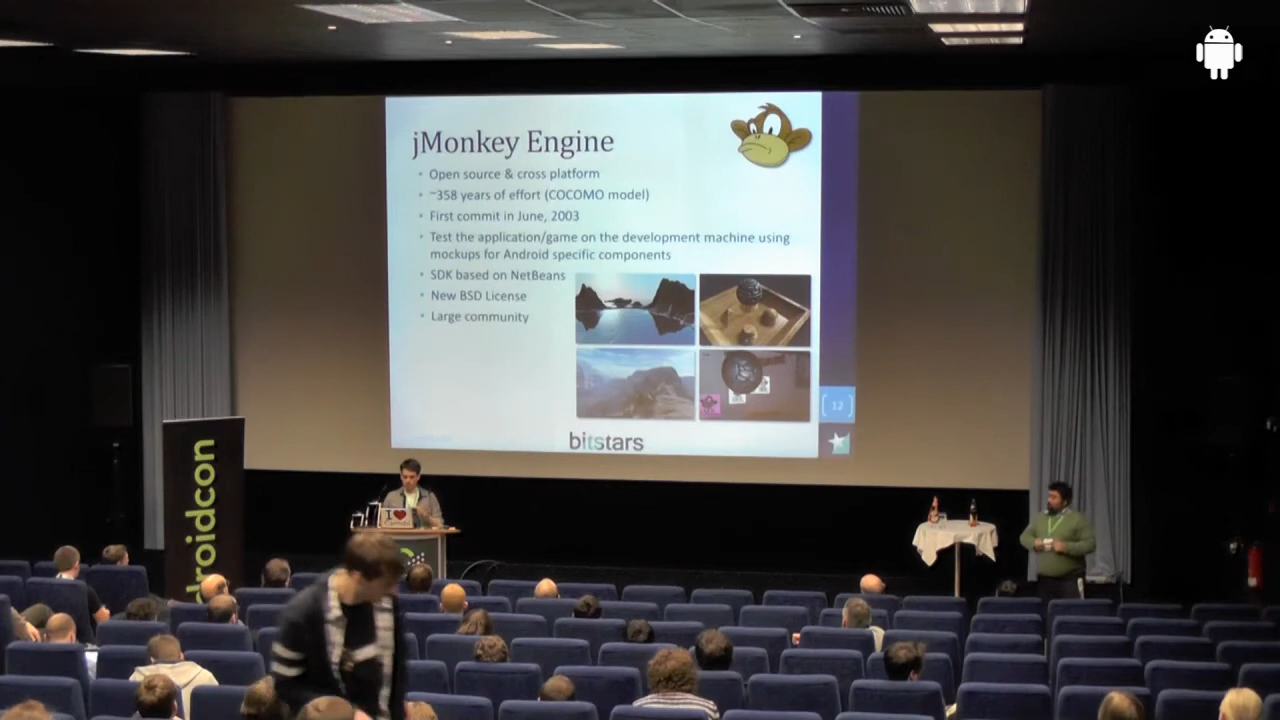 jMonkey Engine
Open source & cross platform
~358 years of effort (COCOMO model)
First commit in June, 2003
Test the application/game on the development machine using
mockups for Android specific components
SDK based on NetBeans
New BSD License
Large community
12
bitstars
droidcon
I